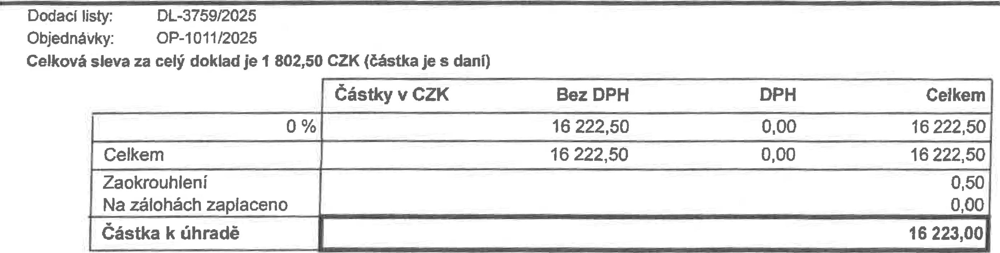 Dodací listy: DL-3759/2025
Objednávky: OP-1011/2025
Celková sleva za celý doklad je 1 802,50 CZK (částka je s daní)
Částky v CZK Bez DPH DPH Celkem
0 % 16 222,50 0,00 16 222,50
Celkem 16 222,50 0,00 16 222,50
Zaokrouhlení 0,50
Na zálohách zaplaceno 0,00
Částka k úhradě 16 223,00